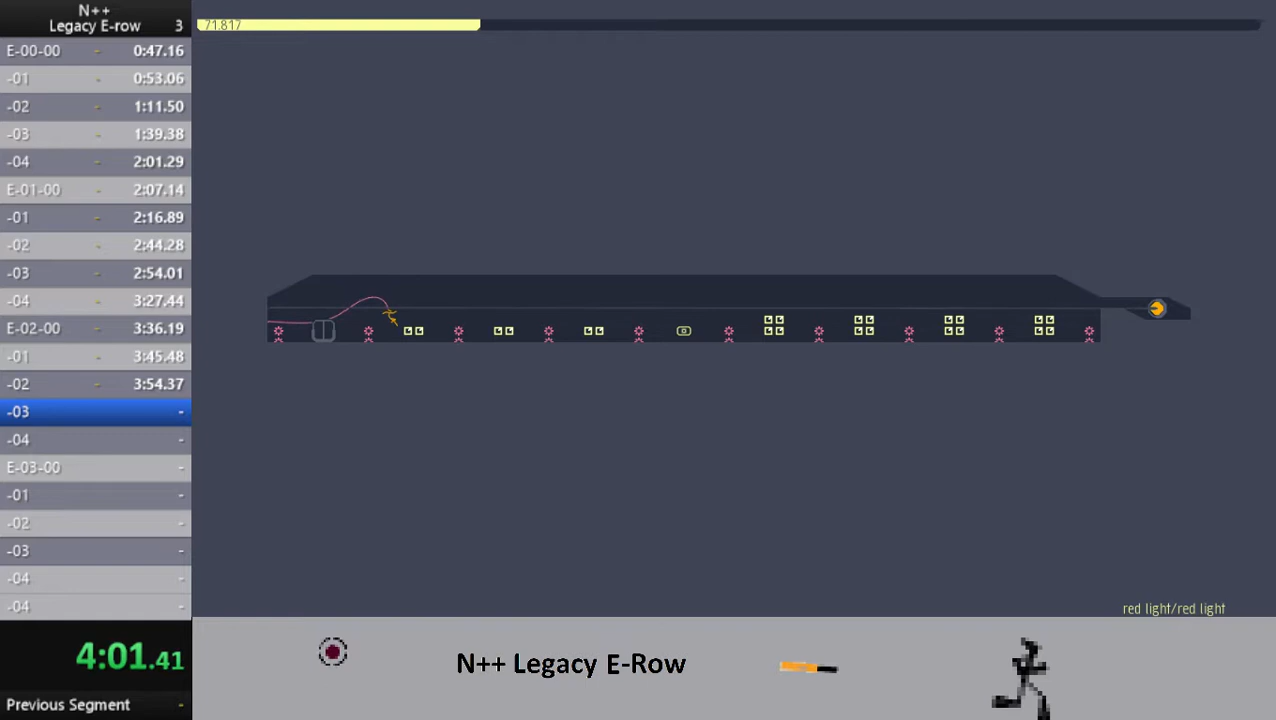 N++
Legacy E-row 3
E-00-00 - 0:47.16
-01 - 0:53.06
-02 - 1:11.50
-03 - 1:39.38
-04 - 2:01.29
E-01-00 - 2:07.14
-01 - 2:16.89
-02 - 2:44.28
-03 - 2:54.01
-04 - 3:27.44
E-02-00 - 3:36.19
-01 - 3:45.48
-02 - 3:54.37
-03 -
-04 -
E-03-00 -
-01 -
-02 -
-03 -
-04 -
-04 -
4:01.41
Previous Segment -
71.817
red light/red light
N++ Legacy E-Row